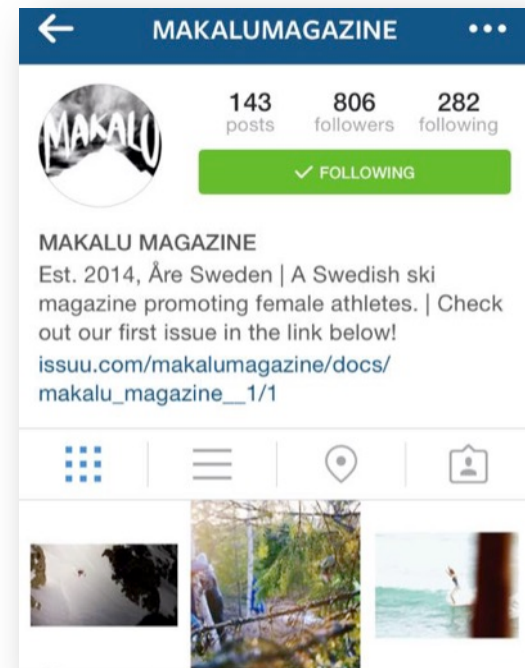 MAKALUMAGAZINE
MAKALU
143 806 282
posts followers following
FOLLOWING
MAKALU MAGAZINE
Est. 2014, Åre Sweden | A Swedish ski
magazine promoting female athletes. | Check
out our first issue in the link below!
issuu.com/makalumagazine/docs/
makalu_magazine__1/1